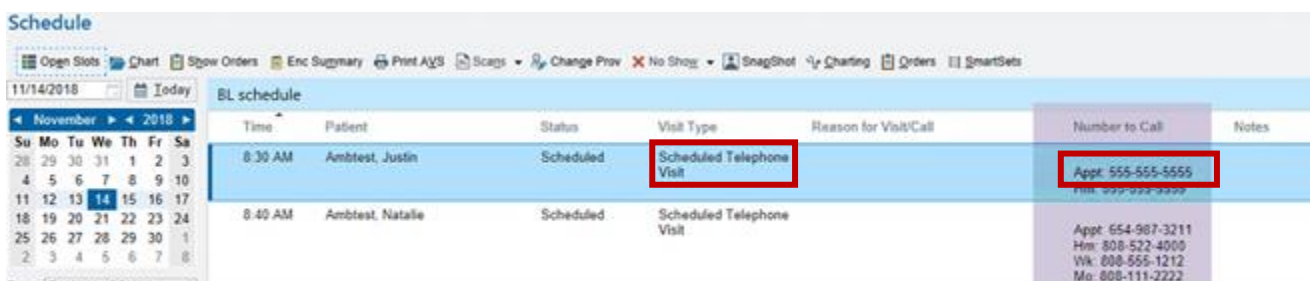 Schedule
Open Slots Chart Show Orders Enc Summary Print AVS Scans Change Prov No Show SnapShot Charting Orders SmartSets
11/14/2018 Today
BL schedule
November 2018
Su Mo Tu We Th Fr Sa
28 29 30 31 1 2 3
4 5 6 7 8 9 10
11 12 13 14 15 16 17
18 19 20 21 22 23 24
25 26 27 28 29 30 1
2 3 4 5 6 7 8
Time Patient Status Visit Type Reason for Visit/Call Number to Call Notes
8:30 AM Ambtest, Justin Scheduled Scheduled Telephone
Visit
Appt: 555-555-5555
8:40 AM Ambtest, Natalie Scheduled Scheduled Telephone
Visit
Appt: 654-987-3211
Hm: 808-522-4000
Wk: 808-555-1212
Mo: 808-111-2222